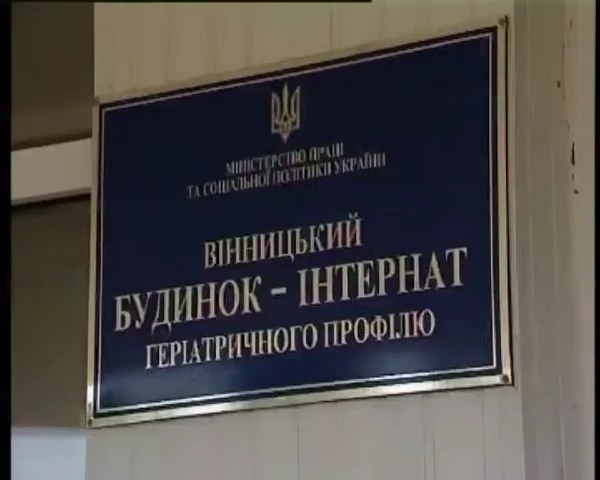 МІНІСТЕРСТВО ПРАЦІ
ТА СОЦІАЛЬНОЇ ПОЛІТИКИ УКРАЇНИ
ВІННИЦЬКИЙ
БУДИНОК – ІНТЕРНАТ
ГЕРІАТРИЧНОГО ПРОФІЛЮ